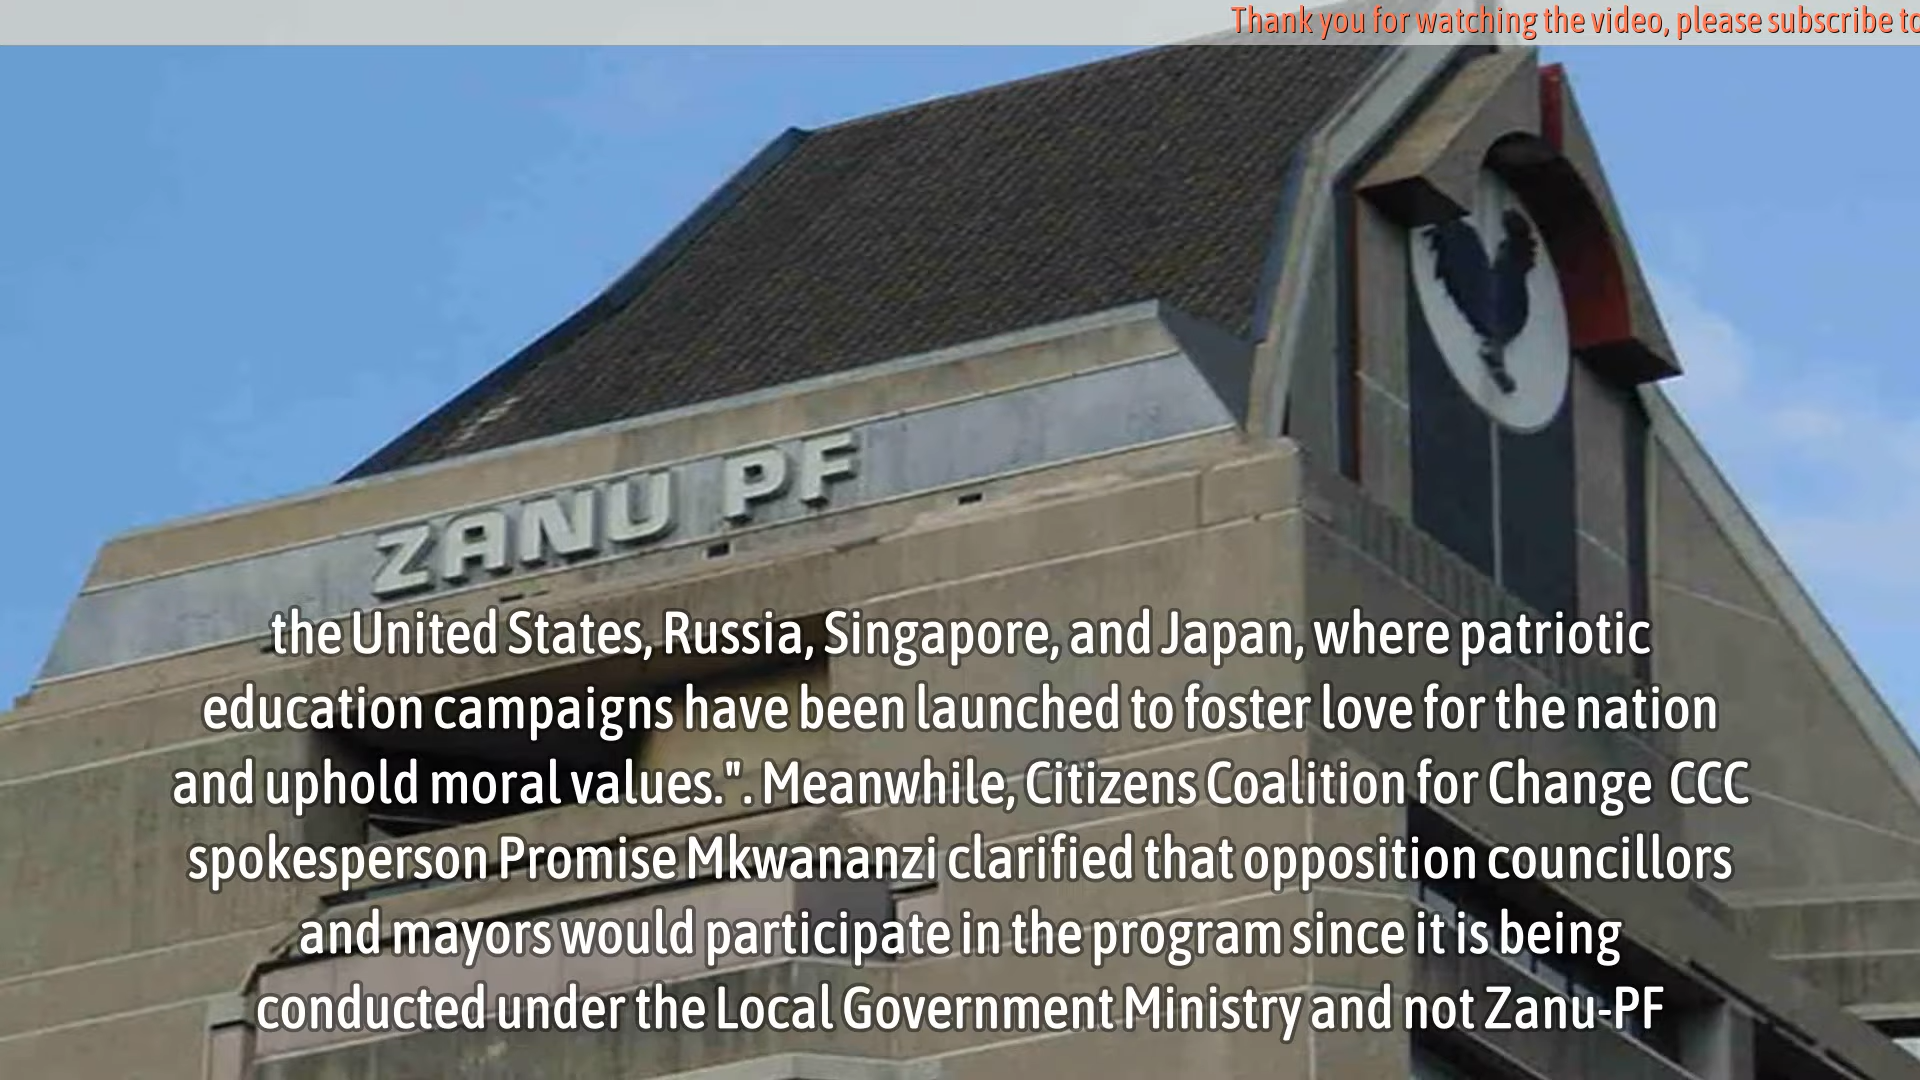 Thank you for watching the video, please subscribe to
ZANU PF
the United States, Russia, Singapore, and Japan, where patriotic
education campaigns have been launched to foster love for the nation
and uphold moral values.". Meanwhile, Citizens Coalition for Change  CCC
spokesperson Promise Mkwananzi clarified that opposition councillors
and mayors would participate in the program since it is being
conducted under the Local Government Ministry and not Zanu-PF